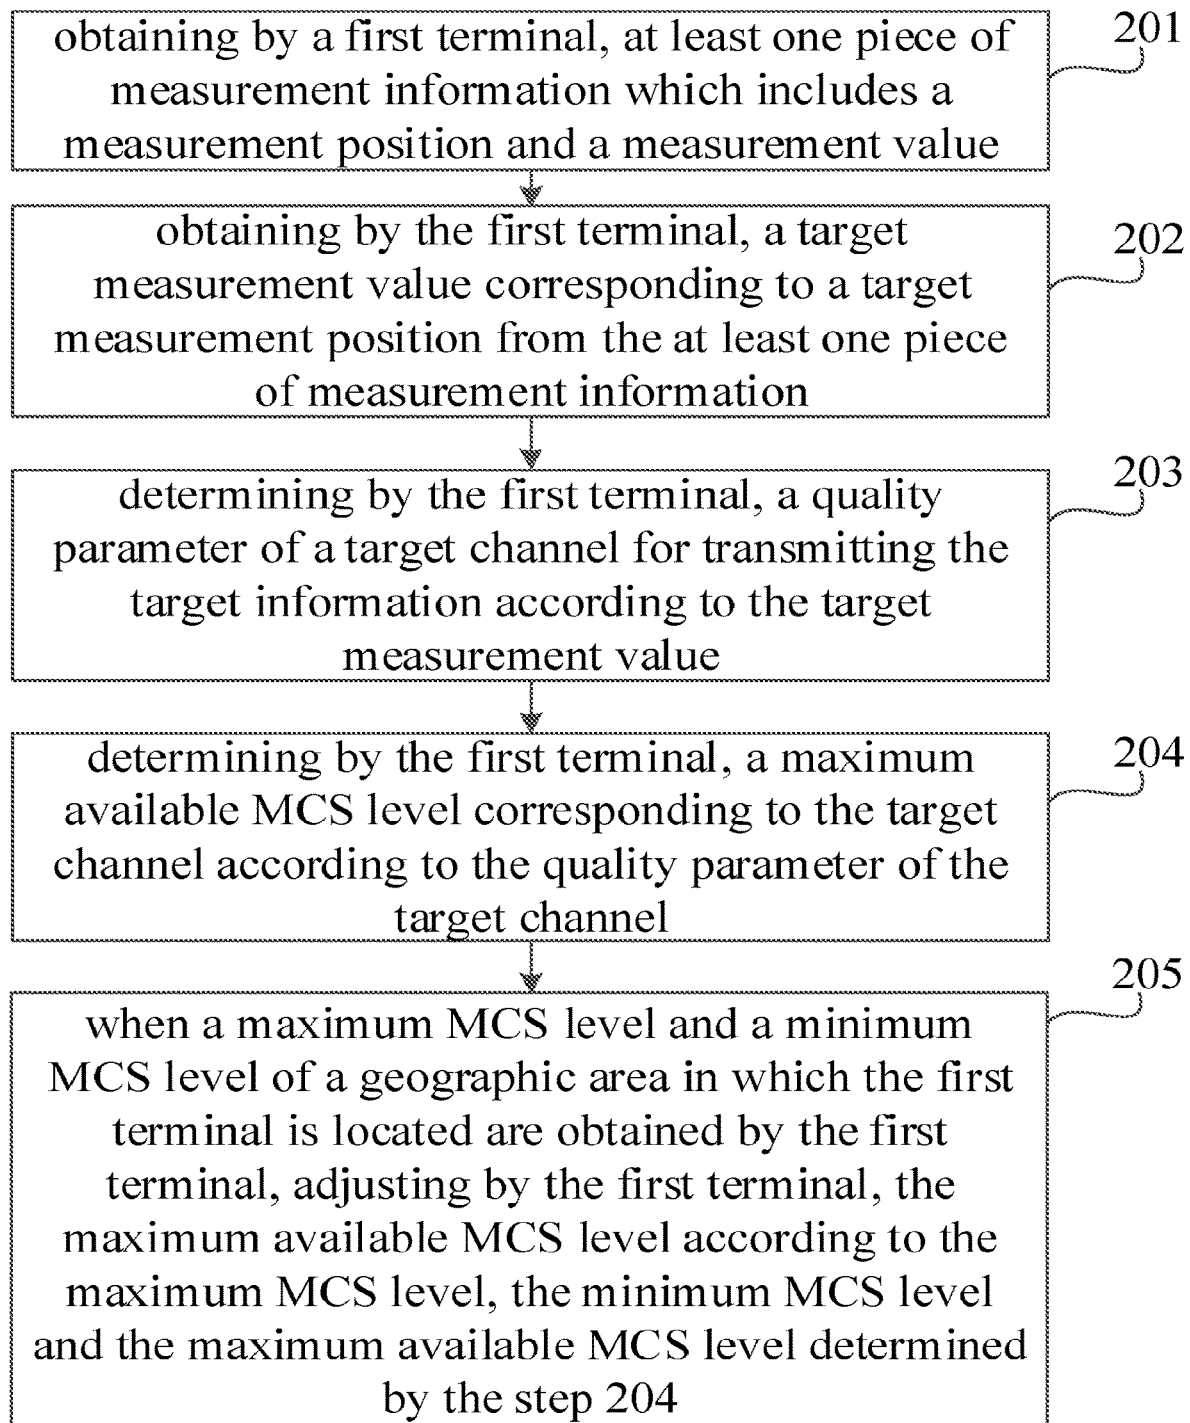 obtaining by a first terminal, at least one piece of
measurement information which includes a
measurement position and a measurement value
201
obtaining by the first terminal, a target
measurement value corresponding to a target
measurement position from the at least one piece
of measurement information
202
determining by the first terminal, a quality
parameter of a target channel for transmitting the
target information according to the target
measurement value
203
determining by the first terminal, a maximum
available MCS level corresponding to the target
channel according to the quality parameter of the
target channel
204
when a maximum MCS level and a minimum
MCS level of a geographic area in which the first
terminal is located are obtained by the first
terminal, adjusting by the first terminal, the
maximum available MCS level according to the
maximum MCS level, the minimum MCS level
and the maximum available MCS level determined
by the step 204
205